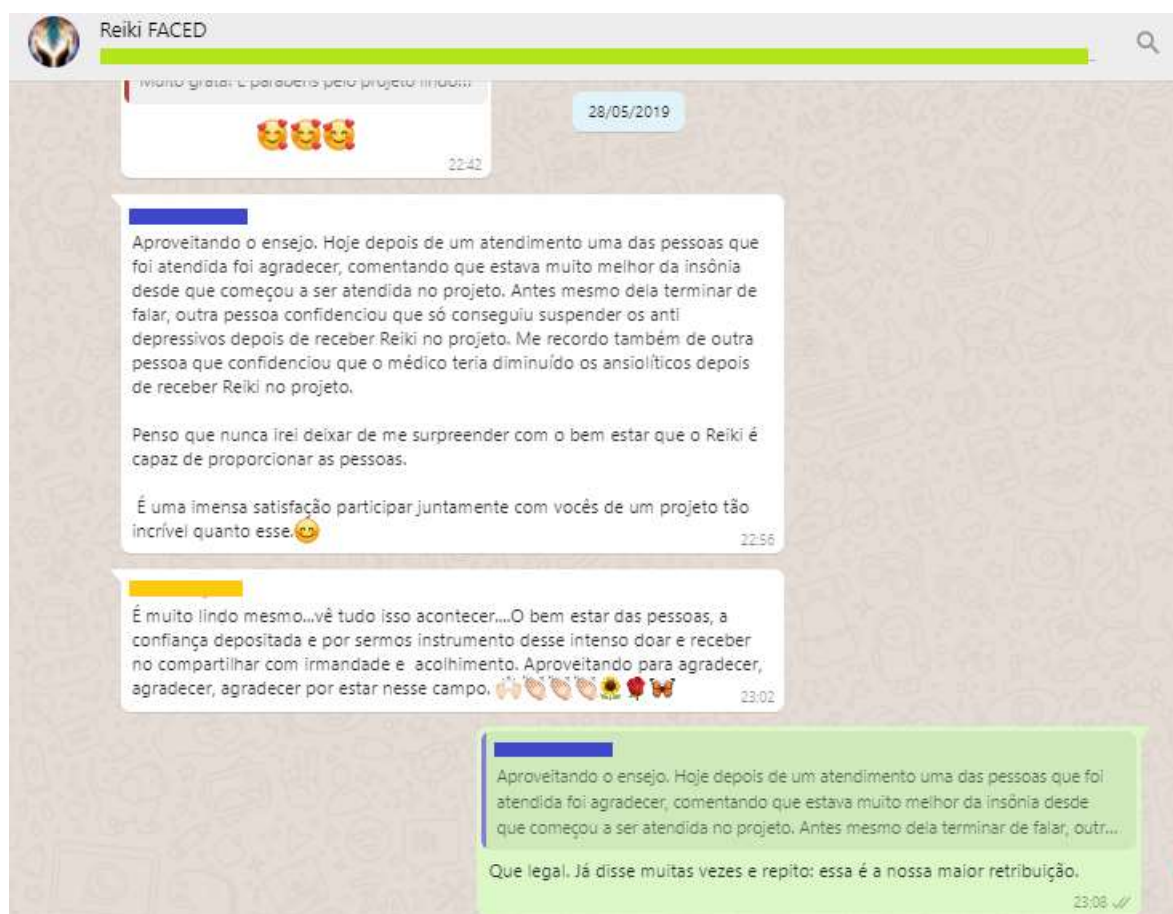 Reiki FACED
Muito grata! E parabéns pelo projeto lindo!!!
28/05/2019
22:42
Aproveitando o ensejo. Hoje depois de um atendimento uma das pessoas que
foi atendida foi agradecer, comentando que estava muito melhor da insônia
desde que começou a ser atendida no projeto. Antes mesmo dela terminar de
falar, outra pessoa confidenciou que só conseguiu suspender os anti
depressivos depois de receber Reiki no projeto. Me recordo também de outra
pessoa que confidenciou que o médico teria diminuído os ansiolíticos depois
de receber Reiki no projeto.
Penso que nunca irei deixar de me surpreender com o bem estar que o Reiki é
capaz de proporcionar as pessoas.
É uma imensa satisfação participar juntamente com vocês de um projeto tão
incrível quanto esse.😊
22:56
É muito lindo mesmo...vê tudo isso acontecer....O bem estar das pessoas, a
confiança depositada e por sermos instrumento desse intenso doar e receber
no compartilhar com irmandade e acolhimento. Aproveitando para agradecer,
agradecer, agradecer por estar nesse campo. 🙌🏻👏🏻👏🏻👏🏻🌻🌹🦋
23:02
Aproveitando o ensejo. Hoje depois de um atendimento uma das pessoas que foi
atendida foi agradecer, comentando que estava muito melhor da insônia desde
que começou a ser atendida no projeto. Antes mesmo dela terminar de falar, outr...
Que legal. Já disse muitas vezes e repito: essa é a nossa maior retribuição.
23:08